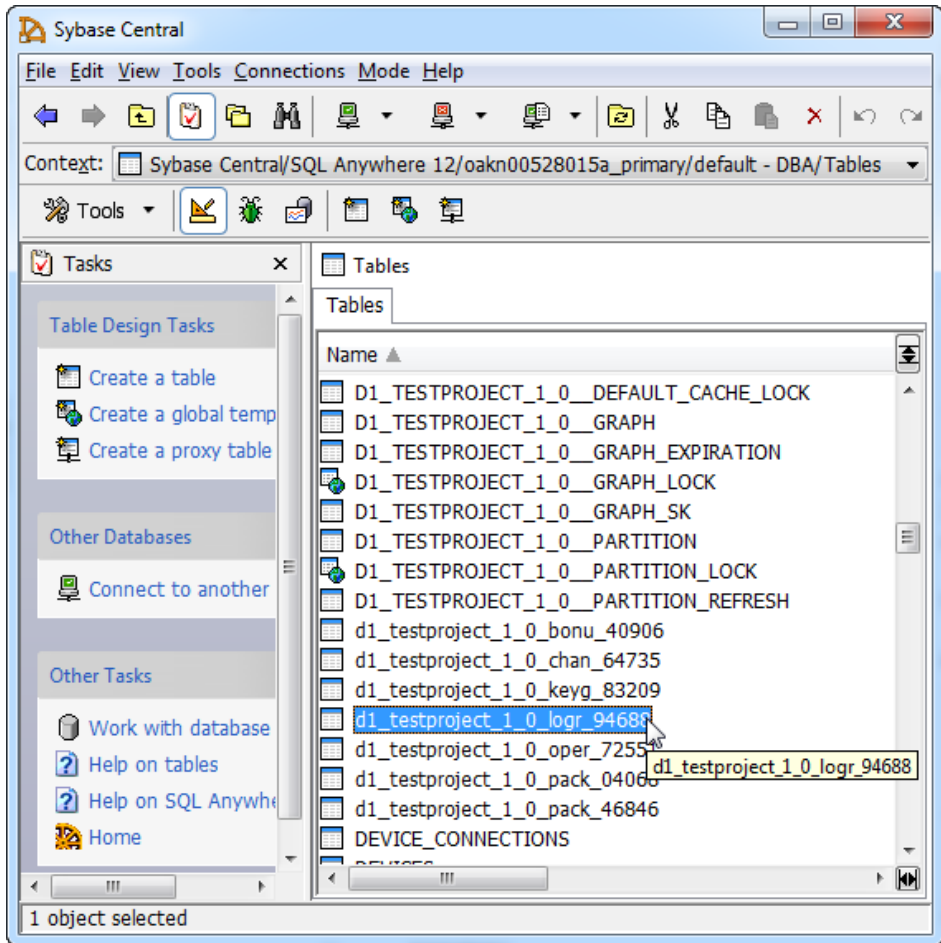 Sybase Central
File Edit View Tools Connections Mode Help
Context: Sybase Central/SQL Anywhere 12/oakn00528015a_primary/default - DBA/Tables
Tools
Tasks
Table Design Tasks
Create a table
Create a global temp
Create a proxy table
Other Databases
Connect to another
Other Tasks
Work with database
Help on tables
Help on SQL Anywhe
Home
Tables
Tables
Name
D1_TESTPROJECT_1_0__DEFAULT_CACHE_LOCK
D1_TESTPROJECT_1_0__GRAPH
D1_TESTPROJECT_1_0__GRAPH_EXPIRATION
D1_TESTPROJECT_1_0__GRAPH_LOCK
D1_TESTPROJECT_1_0__GRAPH_SK
D1_TESTPROJECT_1_0__PARTITION
D1_TESTPROJECT_1_0__PARTITION_LOCK
D1_TESTPROJECT_1_0__PARTITION_REFRESH
d1_testproject_1_0_bonu_40906
d1_testproject_1_0_chan_64735
d1_testproject_1_0_keyg_83209
d1_testproject_1_0_logr_94688
d1_testproject_1_0_oper_7255
d1_testproject_1_0_logr_94688
d1_testproject_1_0_pack_04068
d1_testproject_1_0_pack_46846
DEVICE_CONNECTIONS
DEVICES
1 object selected